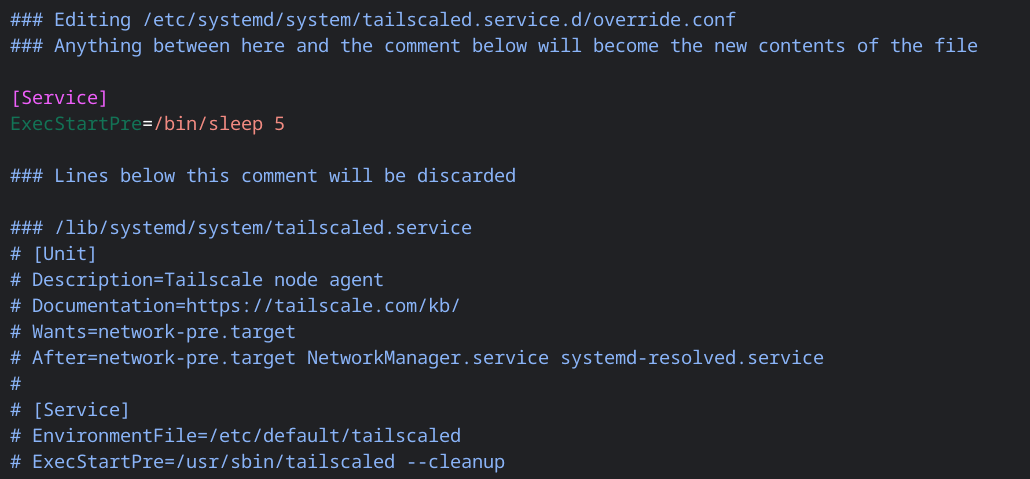 ### Editing /etc/systemd/system/tailscaled.service.d/override.conf
### Anything between here and the comment below will become the new contents of the file
[Service]
ExecStartPre=/bin/sleep 5
### Lines below this comment will be discarded
### /lib/systemd/system/tailscaled.service
# [Unit]
# Description=Tailscale node agent
# Documentation=https://tailscale.com/kb/
# Wants=network-pre.target
# After=network-pre.target NetworkManager.service systemd-resolved.service
#
# [Service]
# EnvironmentFile=/etc/default/tailscaled
# ExecStartPre=/usr/sbin/tailscaled --cleanup